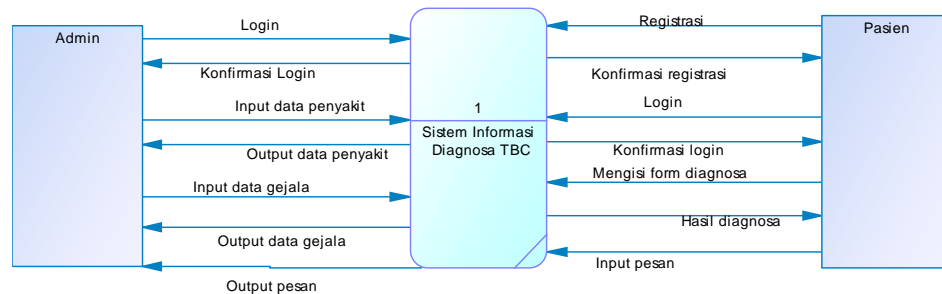 Admin
Login
Konfirmasi Login
Input data penyakit
Output data penyakit
Input data gejala
Output data gejala
Output pesan
1
Sistem Informasi
Diagnosa TBC
Registrasi
Konfirmasi registrasi
Login
Konfirmasi login
Mengisi form diagnosa
Hasil diagnosa
Input pesan
Pasien